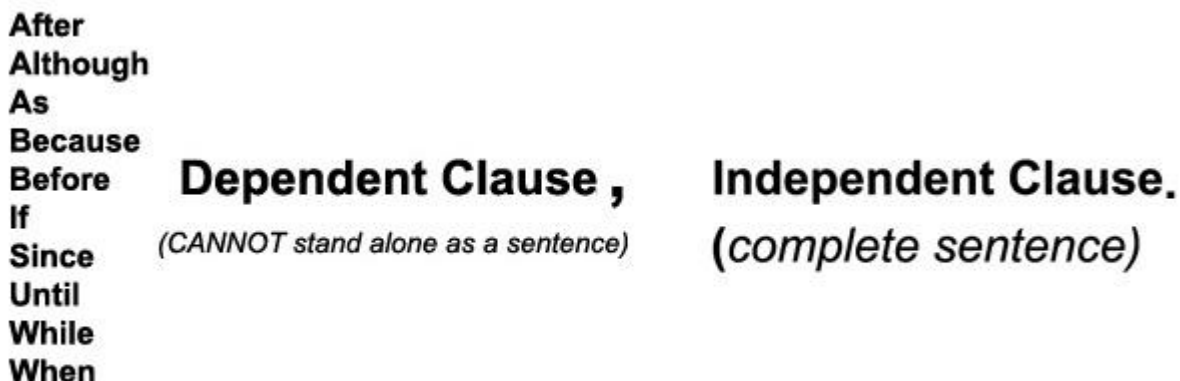 After
Although
As
Because
Before
If
Since
Until
While
When
Dependent Clause ,
(CANNOT stand alone as a sentence)
Independent Clause.
(complete sentence)